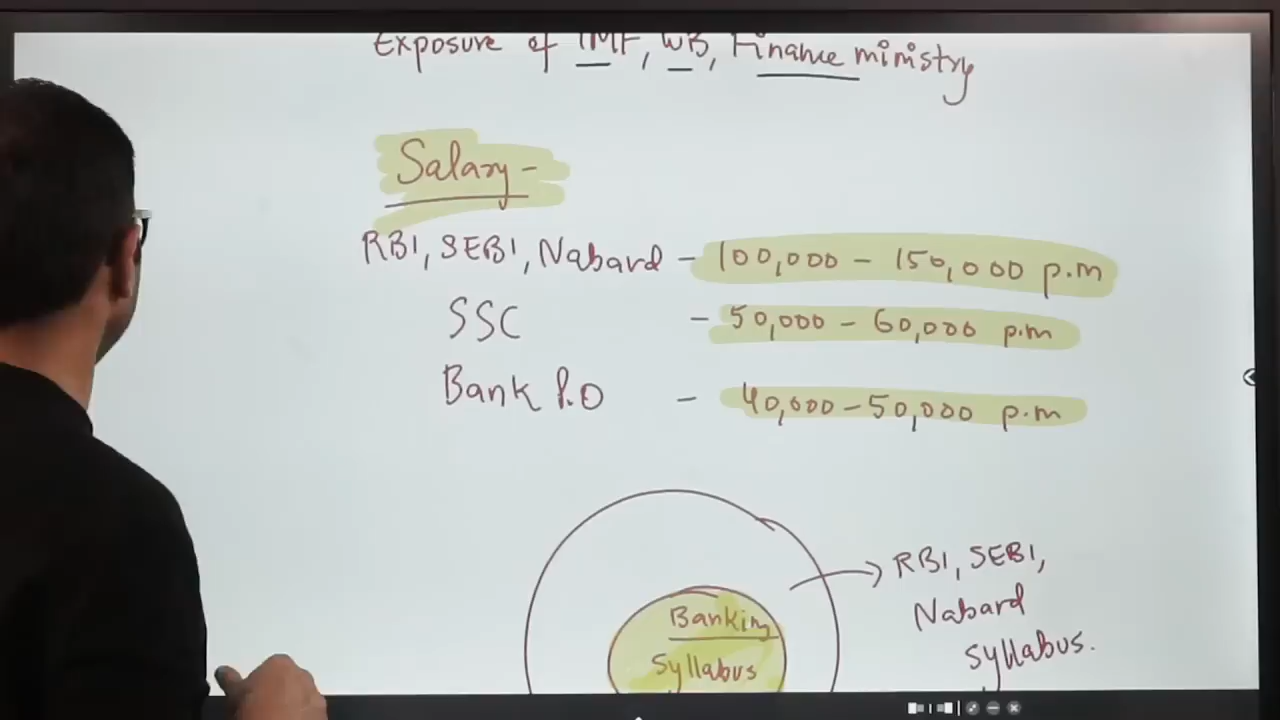 Exposure of IMF, WB, Finance ministry
Salary -
RBI, SEBI, Nabard - 100,000 - 150,000 p.m
SSC - 50,000 - 60,000 p.m
Bank P.O - 40,000 - 50,000 p.m
RBI, SEBI,
Nabard
syllabus.
Banking
Syllabus